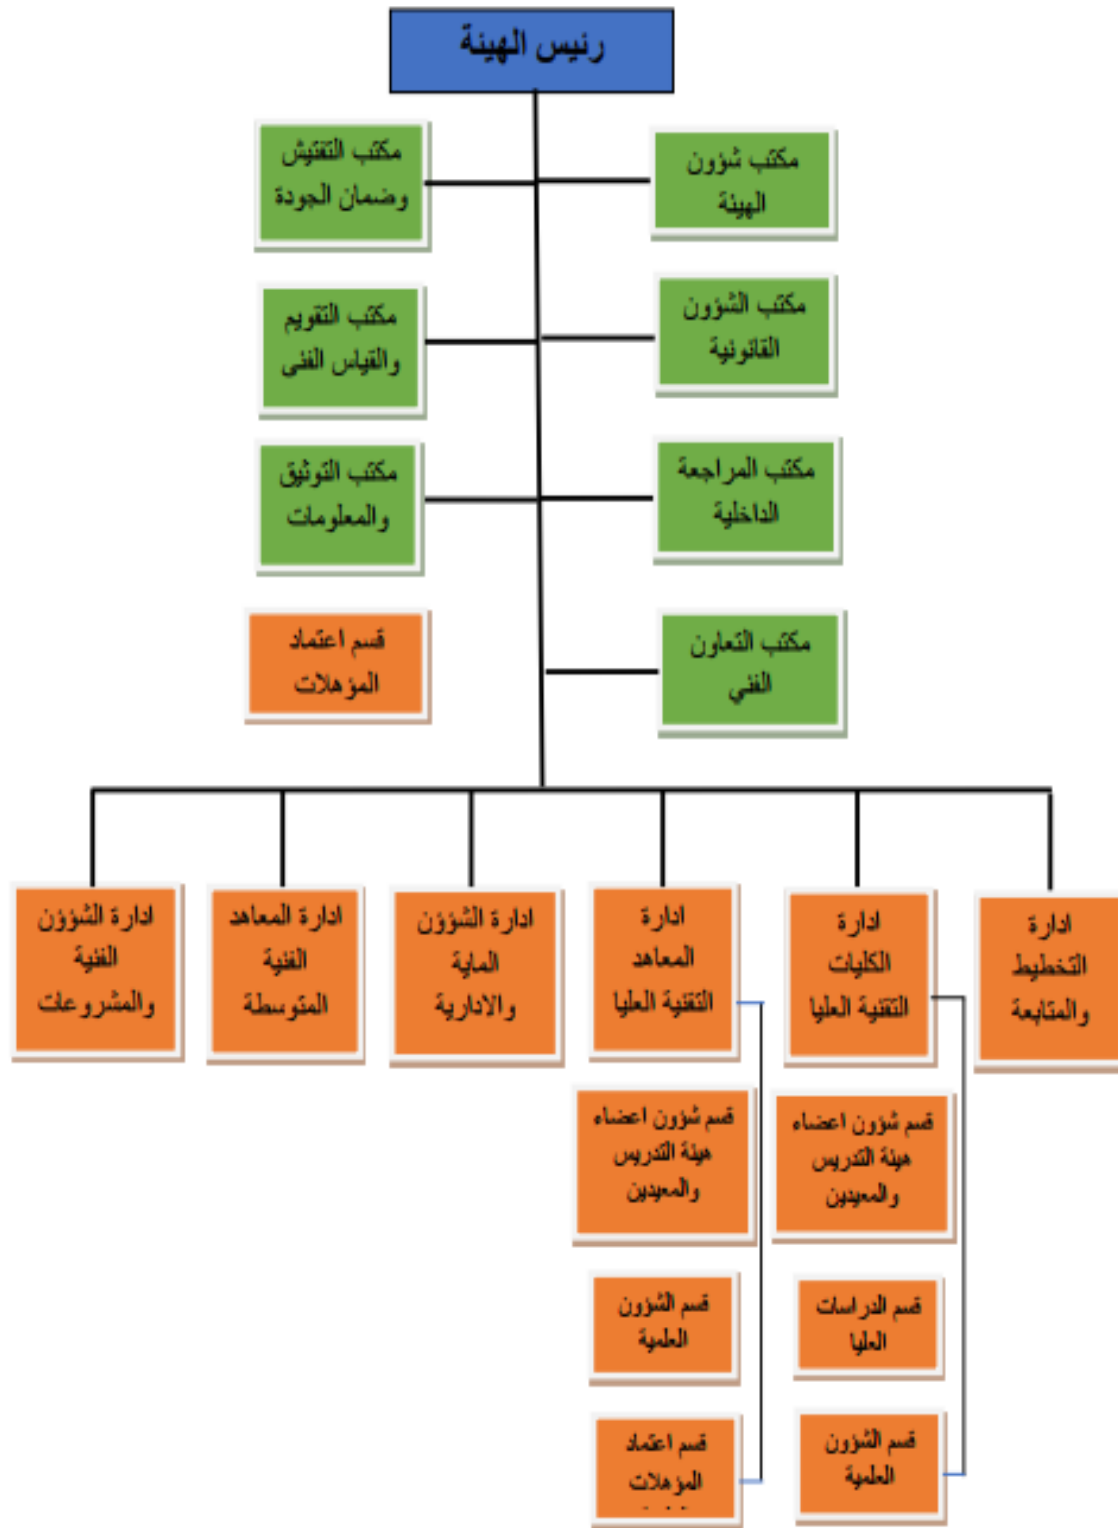 رئيس الهيئة
مكتب شؤون
الهيئة
مكتب التفتيش
وضمان الجودة
مكتب الشؤون
القانونية
مكتب التقويم
والقياس الفنى
مكتب المراجعة
الداخلية
مكتب التوثيق
والمعلومات
مكتب التعاون
الفني
قسم اعتماد
المؤهلات
ادارة
التخطيط
والمتابعة
ادارة
الكليات
التقنية العليا
ادارة
المعاهد
التقنية العليا
ادارة الشؤون
الماية
والادارية
ادارة المعاهد
الفنية
المتوسطة
ادارة الشؤون
الفنية
والمشروعات
قسم شؤون اعضاء
هيئة التدريس
والمعيدين
قسم شؤون اعضاء
هيئة التدريس
والمعيدين
قسم الدراسات
العليا
قسم الشؤون
العلمية
قسم الشؤون
العلمية
قسم اعتماد
المؤهلات